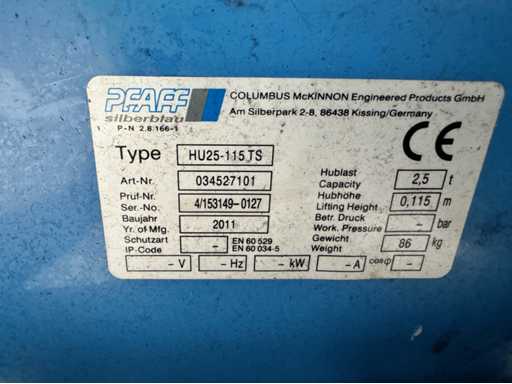 PFAFF
silberblau
COLUMBUS McKINNON Engineered Products GmbH
Am Silberpark 2-8, 86438 Kissing/Germany
P-N 2.8.166-1
CE
Type HU25-115 TS
Art-Nr. 034527101
Hublast
Capacity 2,5 t
Prüf-Nr.
Ser.-No. 4/153149-0127
Hubhöhe
Lifting Height 0,115 m
Baujahr
Yr. of Mfg. 2011
Betr. Druck
Work. Pressure - bar
Schutzart
IP-Code - EN 60 529
EN 60 034-5
Gewicht
Weight 86 kg
- V - Hz - kW - A cos φ -